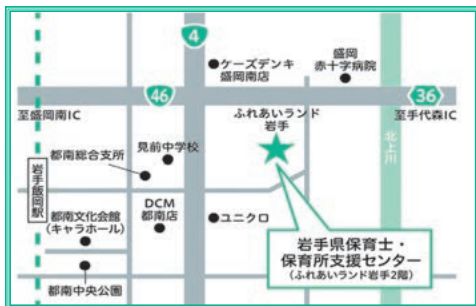 4
ケーズデンキ
盛岡南店
盛岡
赤十字病院
46
36
至盛岡南IC
ふれあいランド
岩手
至手代森IC
北上川
岩手飯岡駅
見前中学校
都南総合支所
DCM
都南店
ユニクロ
都南文化会館
(キャラホール)
都南中央公園
岩手県保育士・
保育所支援センター
(ふれあいランド岩手2階)